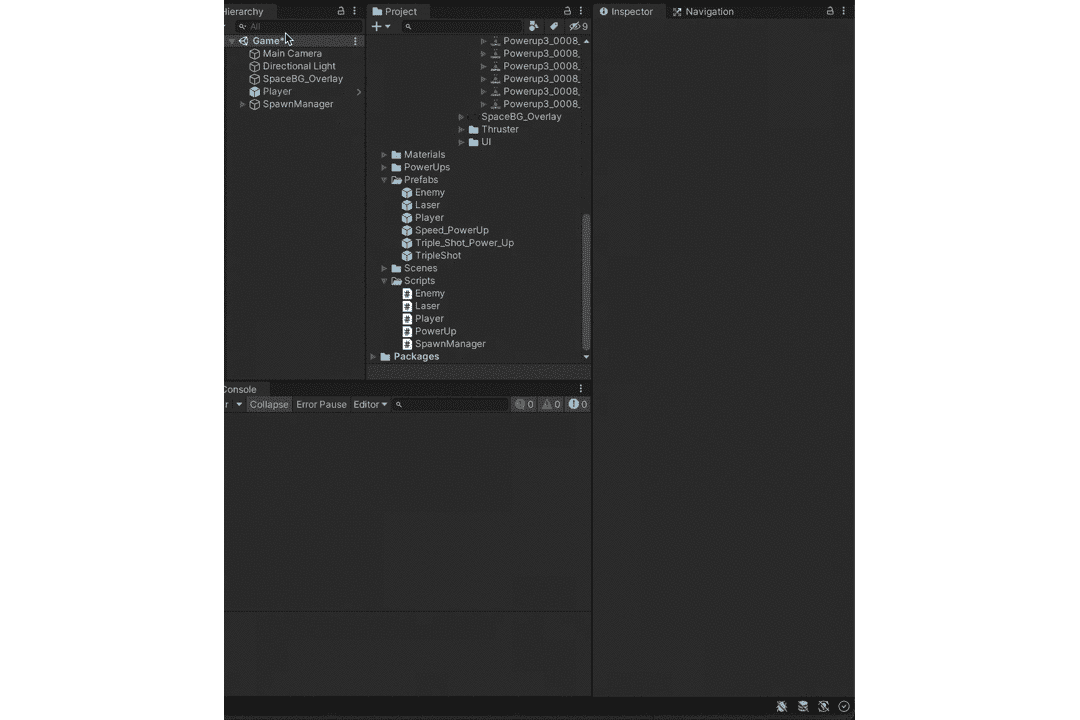 Hierarchy
All
Game*
Main Camera
Directional Light
SpaceBG_Overlay
Player
SpawnManager
Project
9
Powerup3_0008_
Powerup3_0008_
Powerup3_0008_
Powerup3_0008_
Powerup3_0008_
Powerup3_0008_
SpaceBG_Overlay
Thruster
UI
Materials
PowerUps
Prefabs
Enemy
Laser
Player
Speed_PowerUp
Triple_Shot_Power_Up
TripleShot
Scenes
Scripts
Enemy
Laser
Player
PowerUp
SpawnManager
Packages
Inspector Navigation
Console
r Collapse Error Pause Editor 0 0 0